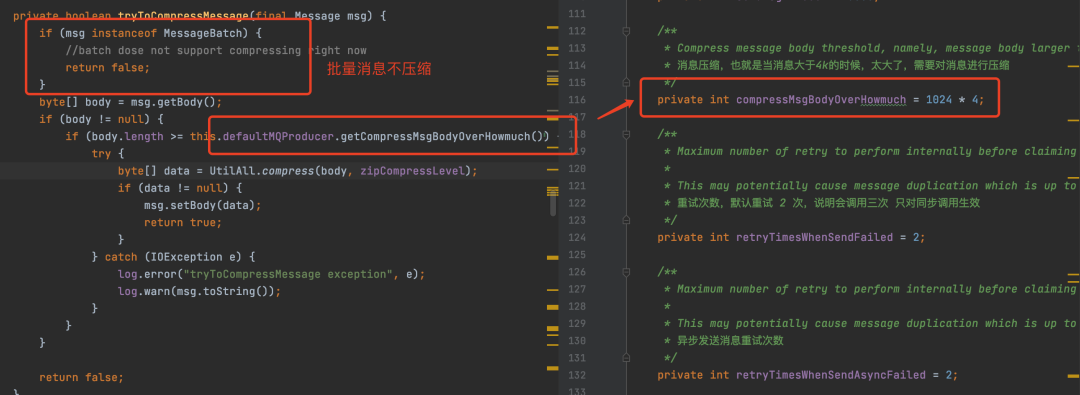 private boolean tryToCompressMessage(final Message msg) {
if (msg instanceof MessageBatch) {
//batch dose not support compressing right now
return false;
}
批量消息不压缩
byte[] body = msg.getBody();
if (body != null) {
if (body.length >= this.defaultMQProducer.getCompressMsgBodyOverHowmuch())
try {
byte[] data = UtilAll.compress(body, zipCompressLevel);
if (data != null) {
msg.setBody(data);
return true;
}
} catch (IOException e) {
log.error("tryToCompressMessage exception", e);
log.warn(msg.toString());
}
}
}
return false;
}
111
112 /**
113 * Compress message body threshold, namely, message body larger
114 * 消息压缩，也就是当消息大于4k的时候，太大了，需要对消息进行压缩
115 */
116 private int compressMsgBodyOverHowmuch = 1024 * 4;
117
118 /**
119 * Maximum number of retry to perform internally before claiming
120 *
121 * This may potentially cause message duplication which is up to
122 * 重试次数，默认重试 2 次，说明会调用三次 只对同步调用生效
123 */
124 private int retryTimesWhenSendFailed = 2;
125
126 /**
127 * Maximum number of retry to perform internally before claiming
128 *
129 * This may potentially cause message duplication which is up to
130 * 异步发送消息重试次数
131 */
132 private int retryTimesWhenSendAsyncFailed = 2;
133